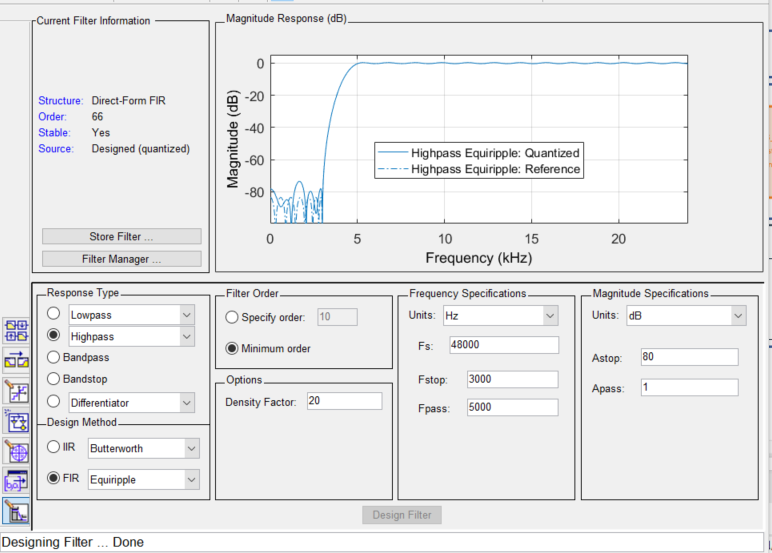 Current Filter Information
Structure: Direct-Form FIR
Order: 66
Stable: Yes
Source: Designed (quantized)
Store Filter ...
Filter Manager ...
Magnitude Response (dB)
Magnitude (dB)
0
-20
-40
-60
-80
Highpass Equiripple: Quantized
Highpass Equiripple: Reference
0 5 10 15 20
Frequency (kHz)
Response Type
Lowpass
Highpass
Bandpass
Bandstop
Differentiator
Design Method
IIR Butterworth
FIR Equiripple
Filter Order
Specify order: 10
Minimum order
Options
Density Factor: 20
Frequency Specifications
Units: Hz
Fs: 48000
Fstop: 3000
Fpass: 5000
Magnitude Specifications
Units: dB
Astop: 80
Apass: 1
Design Filter
Designing Filter ... Done